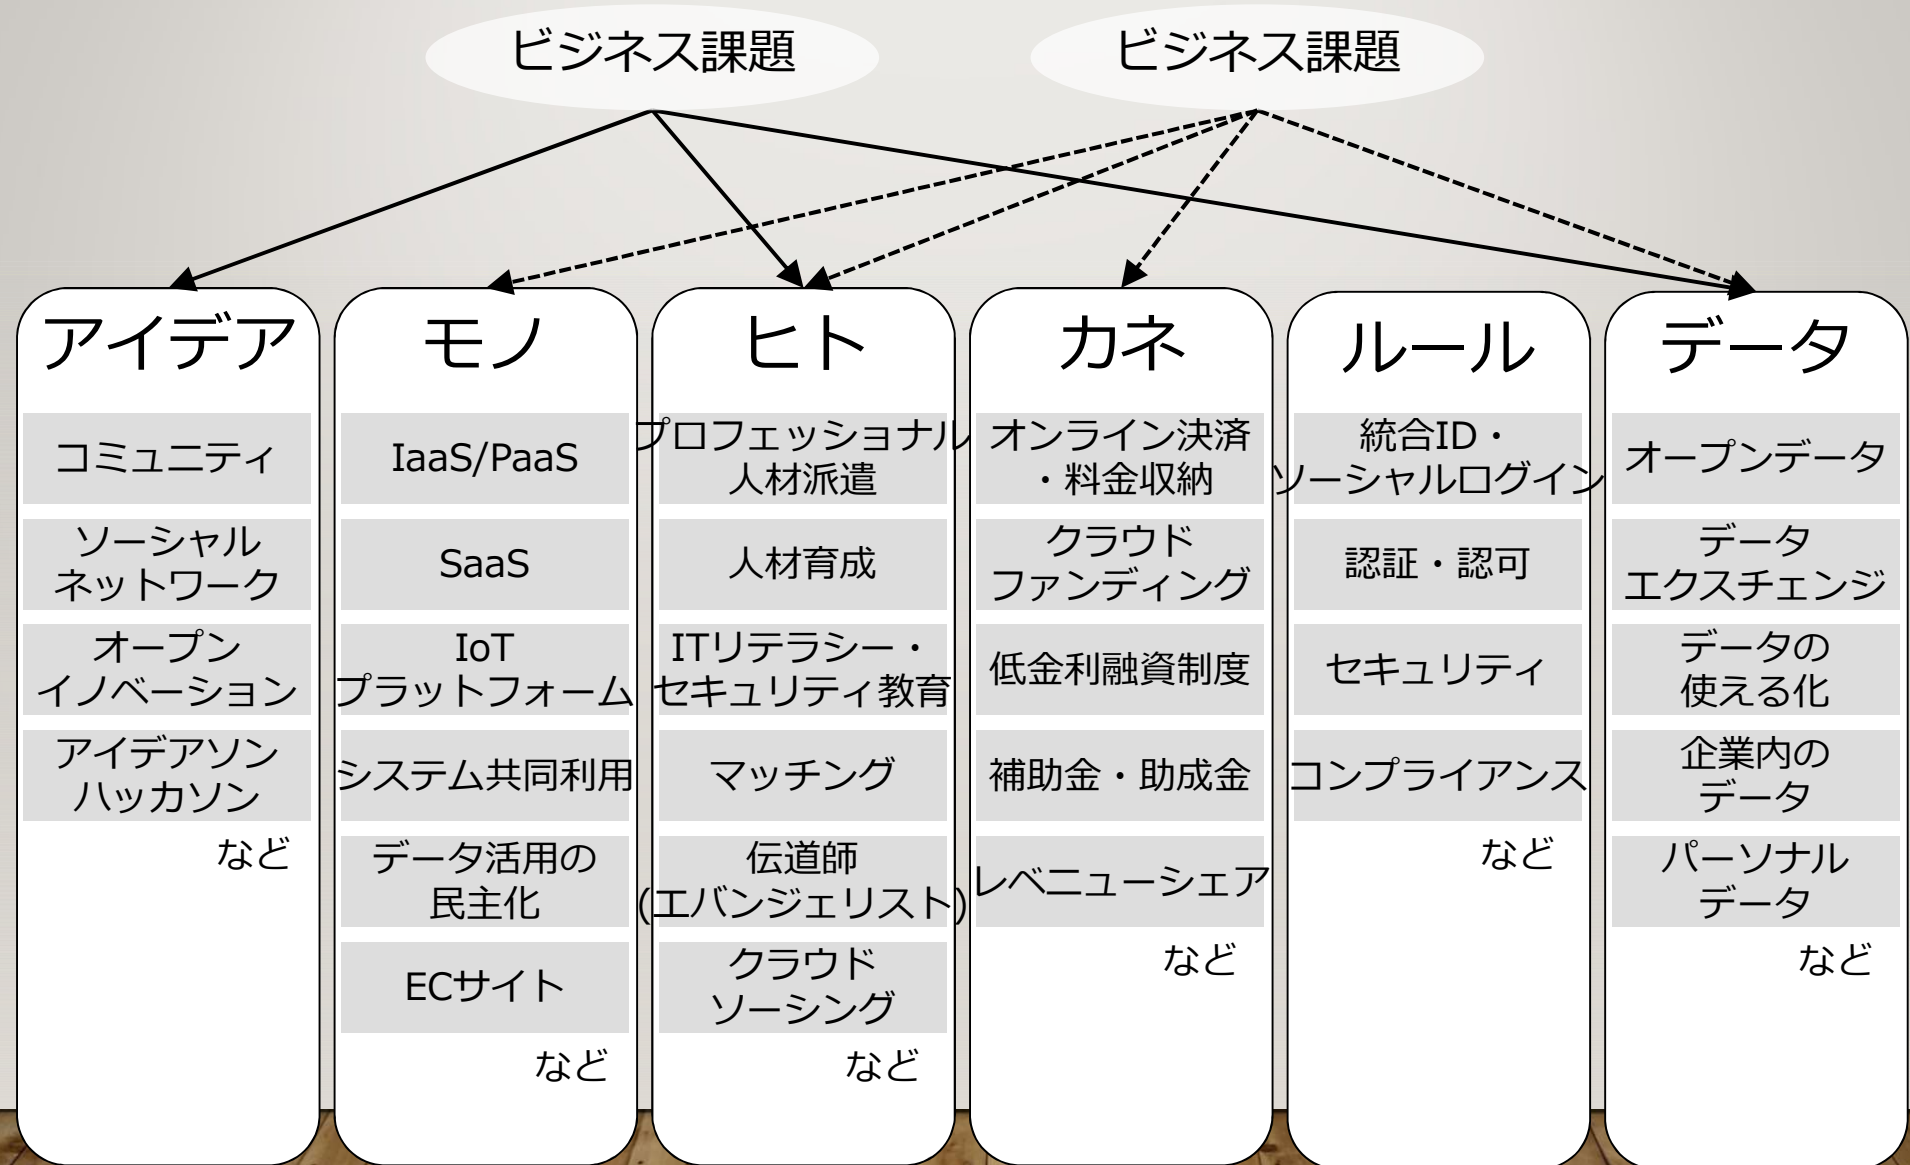 ビジネス課題
ビジネス課題
アイデア
コミュニティ
ソーシャル
ネットワーク
オープン
イノベーション
アイデアソン
ハッカソン
など
モノ
IaaS/PaaS
SaaS
IoT
プラットフォーム
システム共同利用
データ活用の
民主化
ECサイト
など
ヒト
プロフェッショナル
人材派遣
人材育成
ITリテラシー・
セキュリティ教育
マッチング
伝道師
(エバンジェリスト)
クラウド
ソーシング
など
カネ
オンライン決済
・料金収納
クラウド
ファンディング
低金利融資制度
補助金・助成金
レベニューシェア
など
ルール
統合ID・
ソーシャルログイン
認証・認可
セキュリティ
コンプライアンス
など
データ
オープンデータ
データ
エクスチェンジ
データの
使える化
企業内の
データ
パーソナル
データ
など